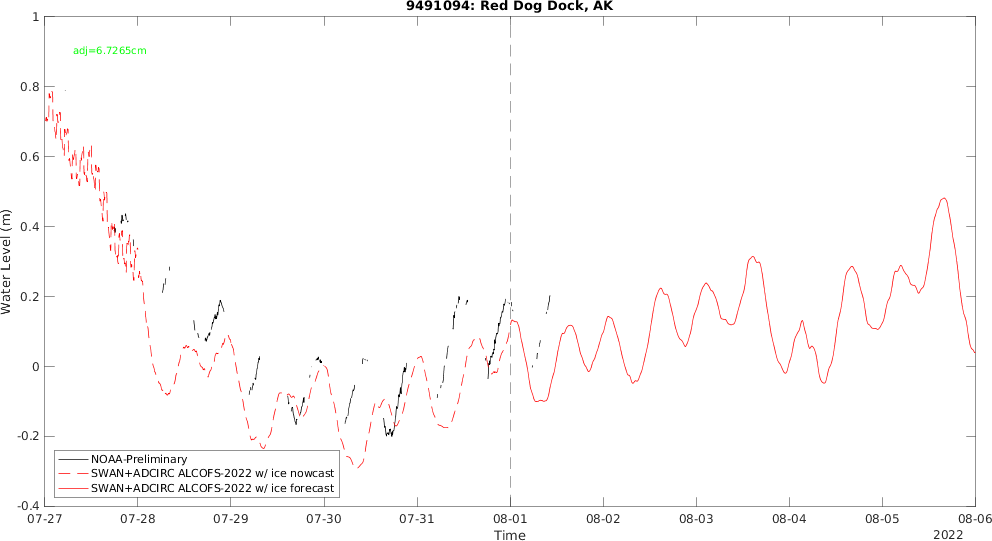 9491094: Red Dog Dock, AK
adj=6.7265cm
1
0.8
0.6
0.4
0.2
0
-0.2
-0.4
Water Level (m)
NOAA-Preliminary
SWAN+ADCIRC ALCOFS-2022 w/ ice nowcast
SWAN+ADCIRC ALCOFS-2022 w/ ice forecast
07-27 07-28 07-29 07-30 07-31 08-01 08-02 08-03 08-04 08-05 08-06
Time
2022